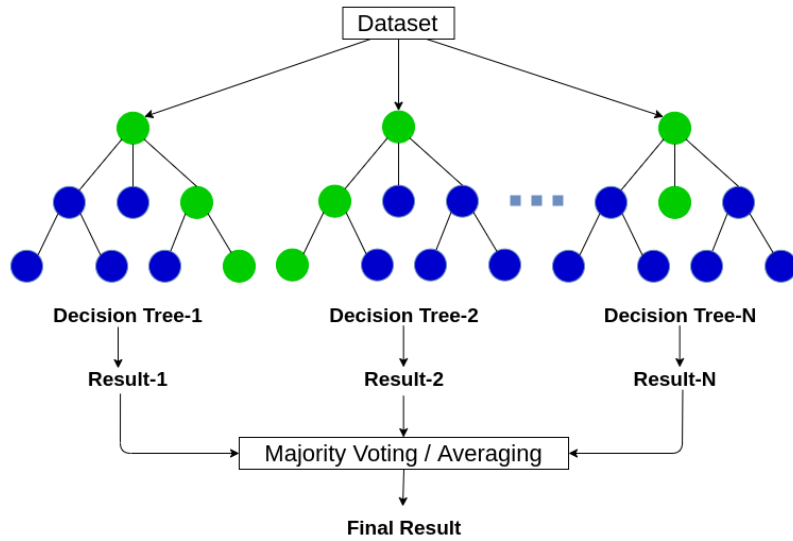 Dataset
Decision Tree-1
Decision Tree-2
Decision Tree-N
Result-1
Result-2
Result-N
Majority Voting / Averaging
Final Result